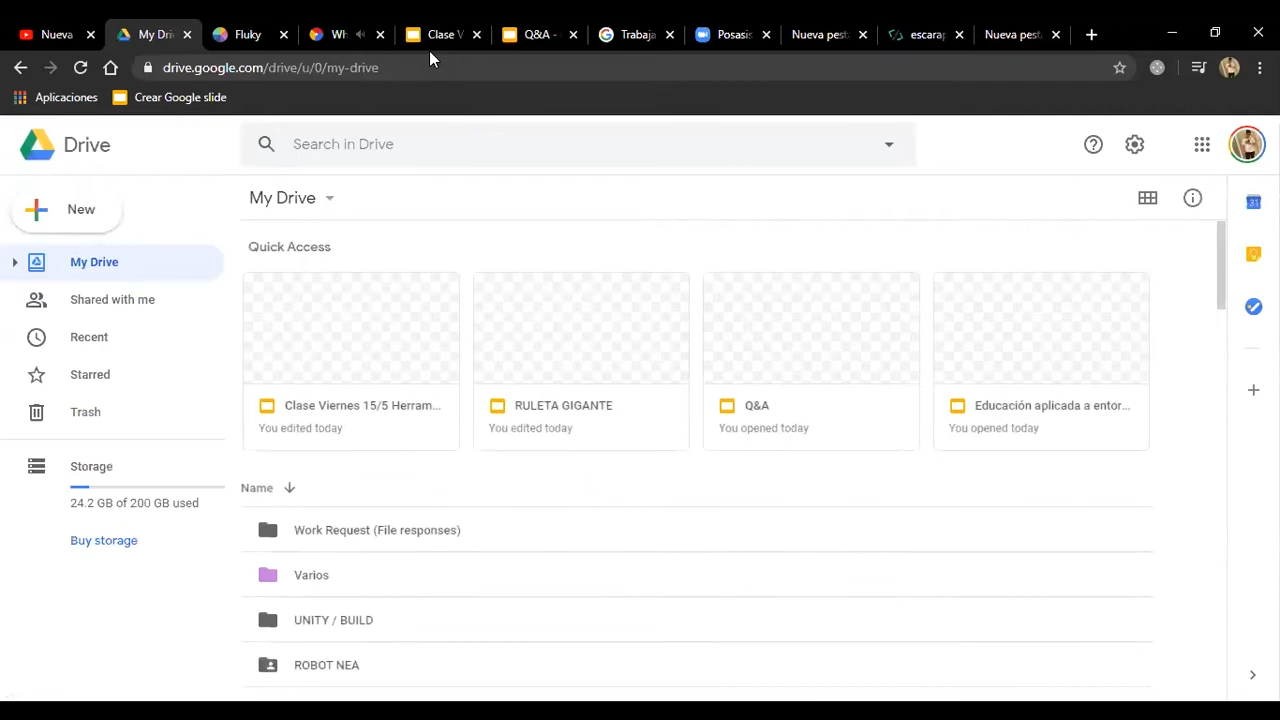 Nueva
My Dri
Fluky
Wh
Clase V
Q&A -
Trabaja
Posasis
Nueva pest
escarap
Nueva pest
drive.google.com/drive/u/0/my-drive
Aplicaciones
Crear Google slide
Drive
Search in Drive
New
My Drive
My Drive
Shared with me
Recent
Starred
Trash
Storage
24.2 GB of 200 GB used
Buy storage
Quick Access
Clase Viernes 15/5 Herram...
You edited today
RULETA GIGANTE
You edited today
Q&A
You opened today
Educación aplicada a entor...
You opened today
Name
Work Request (File responses)
Varios
UNITY / BUILD
ROBOT NEA
31